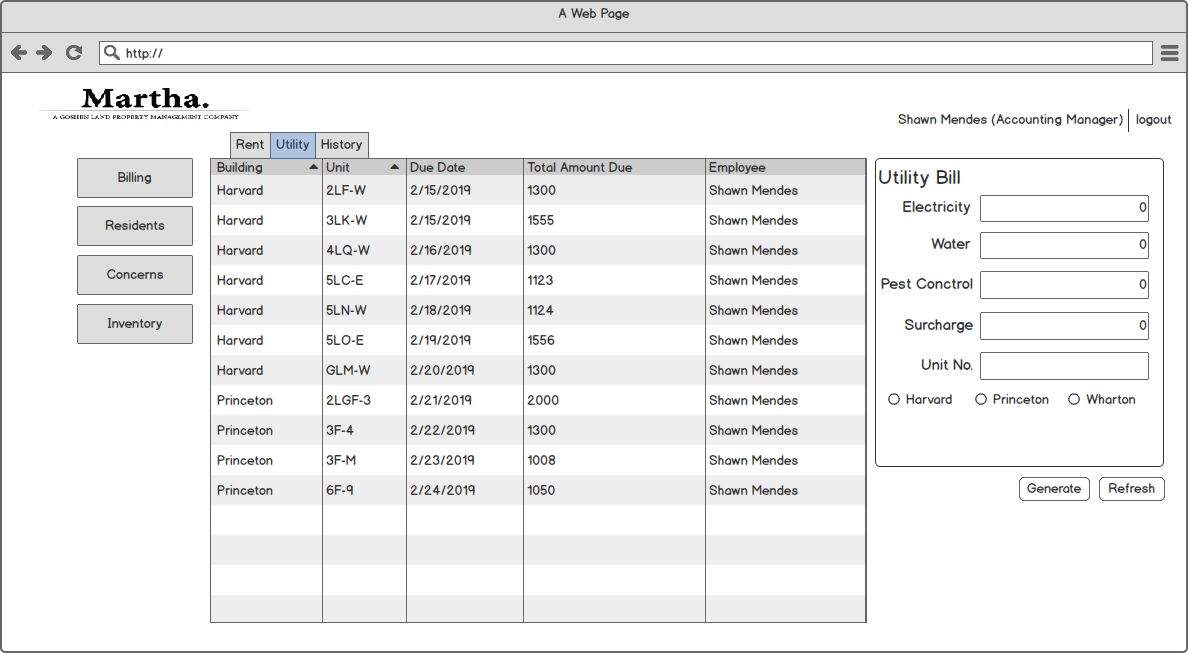 A Web Page
http://
Martha.
A GOSHEN LAND PROPERTY MANAGEMENT COMPANY
Shawn Mendes (Accounting Manager) logout
Rent Utility History
Billing
Residents
Concerns
Inventory
Building Unit Due Date Total Amount Due Employee
Harvard 2LF-W 2/15/2019 1300 Shawn Mendes
Harvard 3LK-W 2/15/2019 1555 Shawn Mendes
Harvard 4LQ-W 2/16/2019 1300 Shawn Mendes
Harvard 5LC-E 2/17/2019 1123 Shawn Mendes
Harvard 5LN-W 2/18/2019 1124 Shawn Mendes
Harvard 5LO-E 2/19/2019 1556 Shawn Mendes
Harvard GLM-W 2/20/2019 1300 Shawn Mendes
Princeton 2LGF-3 2/21/2019 2000 Shawn Mendes
Princeton 3F-4 2/22/2019 1300 Shawn Mendes
Princeton 3F-M 2/23/2019 1008 Shawn Mendes
Princeton 6F-9 2/24/2019 1050 Shawn Mendes
Utility Bill
Electricity 0
Water 0
Pest Conctrol 0
Surcharge 0
Unit No.
Harvard Princeton Wharton
Generate Refresh